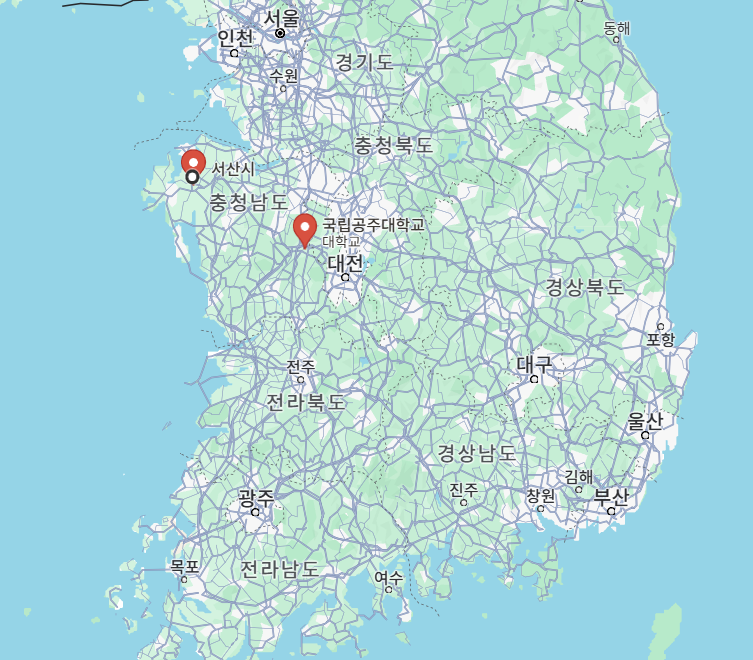 서울
동해
인천
경기도
수원
충청북도
서산시
충청남도
국립공주대학교
대학교
대전
경상북도
포항
대구
전주
전라북도
울산
경상남도
김해
진주
창원
부산
광주
목포
전라남도
여수